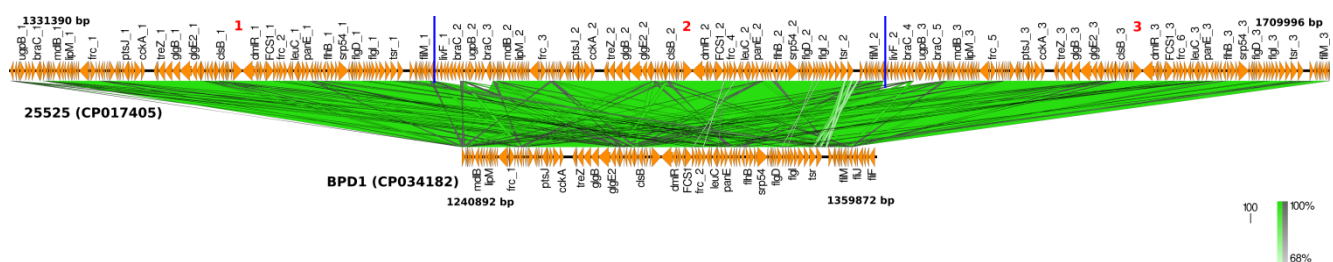 1331390 bp
1
2
3
1709996 bp
ugpB_1
braC_1
mdlB_1
lipM_1
frc_1
ptsJ_1
cckA_1
treZ_1
glgB_1
glgE2_1
clsB_1
dmlR_1
FCS1_1
frc_2
leuC_1
panE_1
flhB_1
srp54_1
flgD_1
flgI_1
tsr_1
fliM_1
livF_1
braC_2
ugpB_2
braC_3
mdlB_2
lipM_2
frc_3
ptsJ_2
cckA_2
treZ_2
glgB_2
glgE2_2
clsB_2
dmlR_2
FCS1_2
frc_4
leuC_2
panE_2
flhB_2
flgD_2
flgI_2
tsr_2
fliM_2
livF_2
braC_4
ugpB_3
braC_5
mdlB_3
lipM_3
frc_5
ptsJ_3
cckA_3
treZ_3
glgB_3
glgE2_3
clsB_3
dmlR_3
FCS1_3
frc_6
leuC_3
panE_3
flhB_3
srp54_3
flgD_3
flgI_3
tsr_3
fliM_3
25525 (CP017405)
BPD1 (CP034182)
mdlB
lipM
frc_1
ptsJ
cckA
treZ
glgB
glgE2
clsB
dmlR
FCS1
frc_2
leuC
panE
flhB
srp54
flgD
flgI
tsr
fliM
fliJ
fliF
1240892 bp
1359872 bp
100
100%
68%